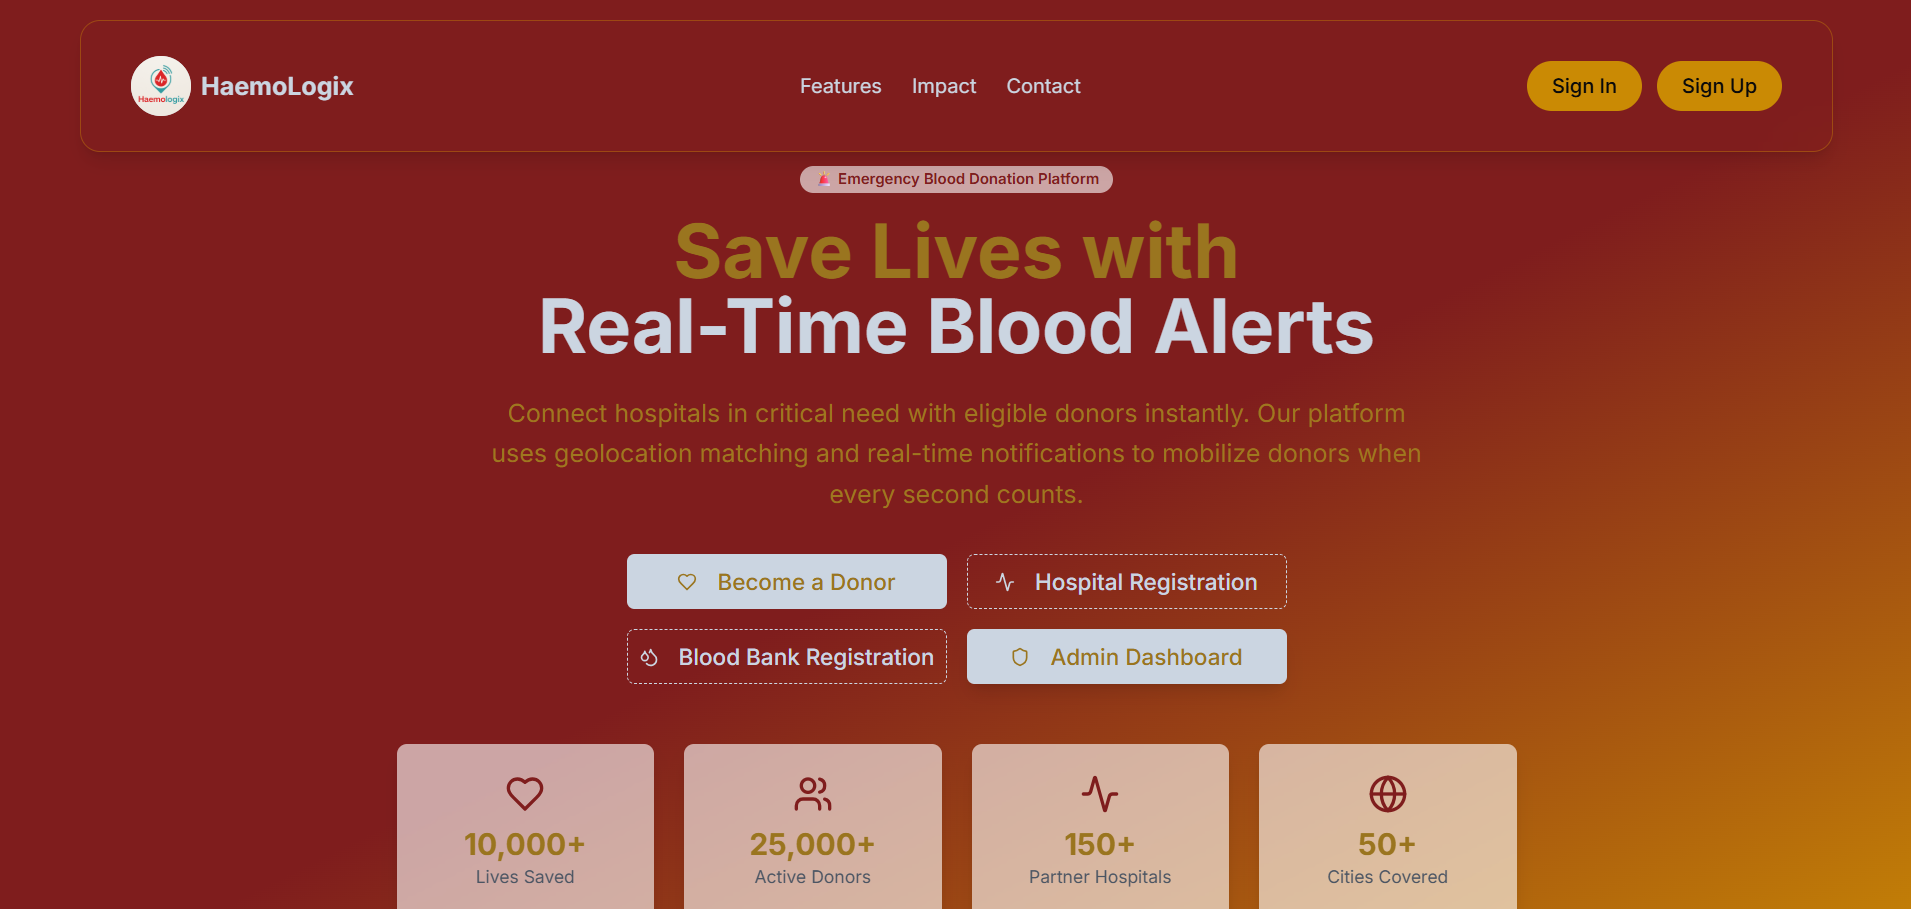 Haemologix
HaemoLogix
Features
Impact
Contact
Sign In
Sign Up
Emergency Blood Donation Platform
Save Lives with
Real-Time Blood Alerts
Connect hospitals in critical need with eligible donors instantly. Our platform
uses geolocation matching and real-time notifications to mobilize donors when
every second counts.
Become a Donor
Hospital Registration
Blood Bank Registration
Admin Dashboard
10,000+
Lives Saved
25,000+
Active Donors
150+
Partner Hospitals
50+
Cities Covered